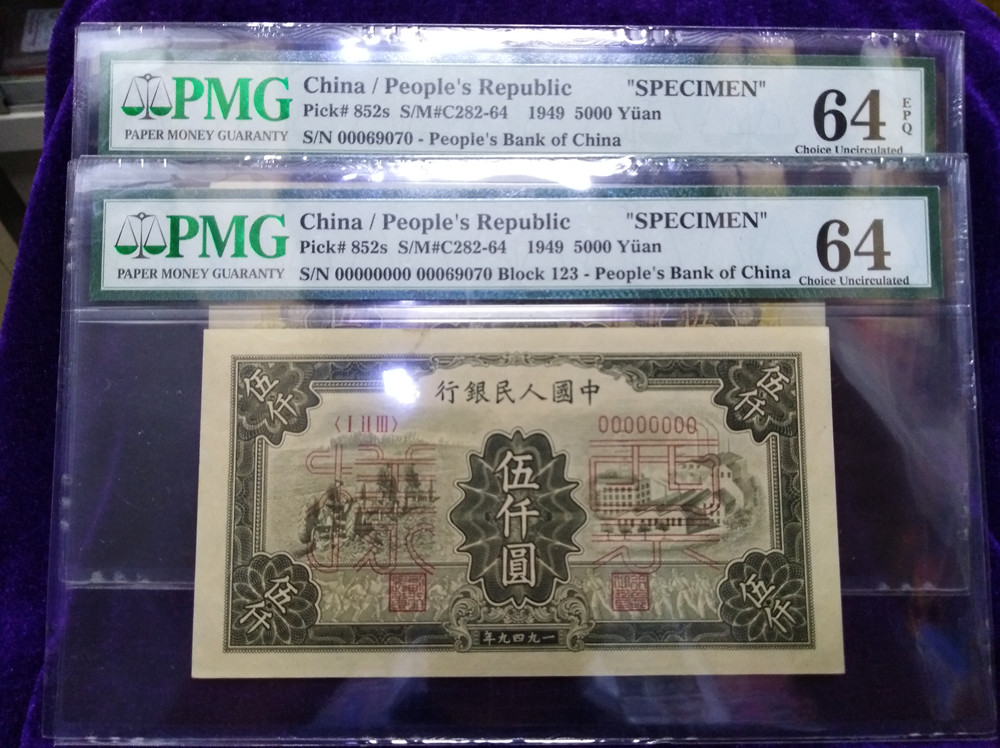 PMG
PAPER MONEY GUARANTY
China / People's Republic "SPECIMEN"
Pick# 852s S/M#C282-64 1949 5000 Yüan
S/N 00069070 - People's Bank of China
64 EPQ
Choice Uncirculated
PMG
PAPER MONEY GUARANTY
China / People's Republic "SPECIMEN"
Pick# 852s S/M#C282-64 1949 5000 Yüan
S/N 00000000 00069070 Block 123 - People's Bank of China
64
Choice Uncirculated
行銀民人國中
伍仟
伍仟
〈I II III〉
00000000
票樣
伍仟圓
伍仟
伍仟
年九四九一